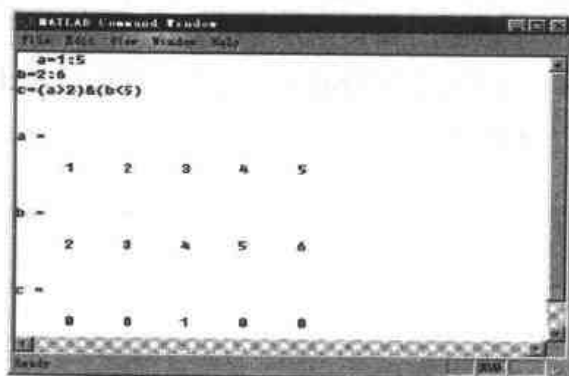 MATLAB Command Window
File Edit View Window Help
a=1:5
b=2:6
c=(a>2)&(b<5)
a =
1 2 3 4 5
b =
2 3 4 5 6
c =
0 0 1 0 0
Ready NUM